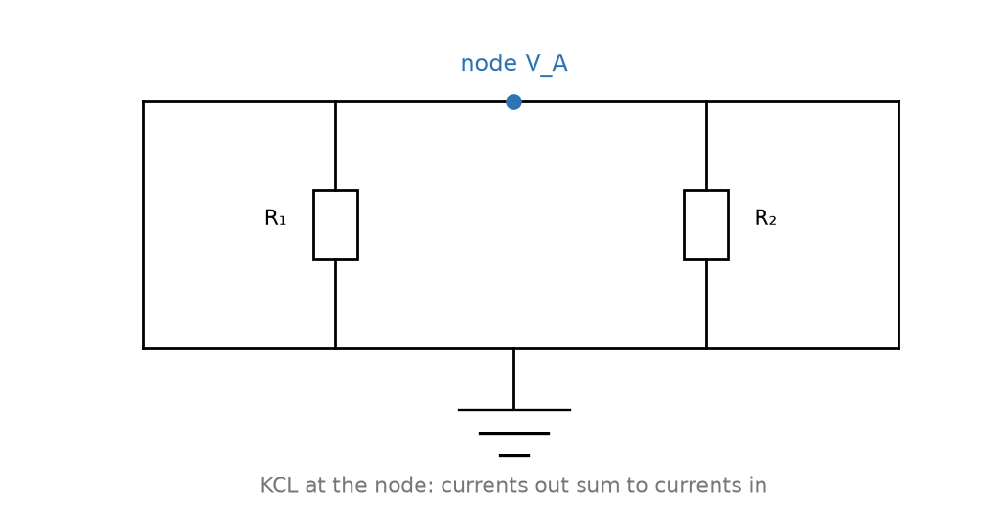 node V_A
R₁
R₂
KCL at the node: currents out sum to currents in